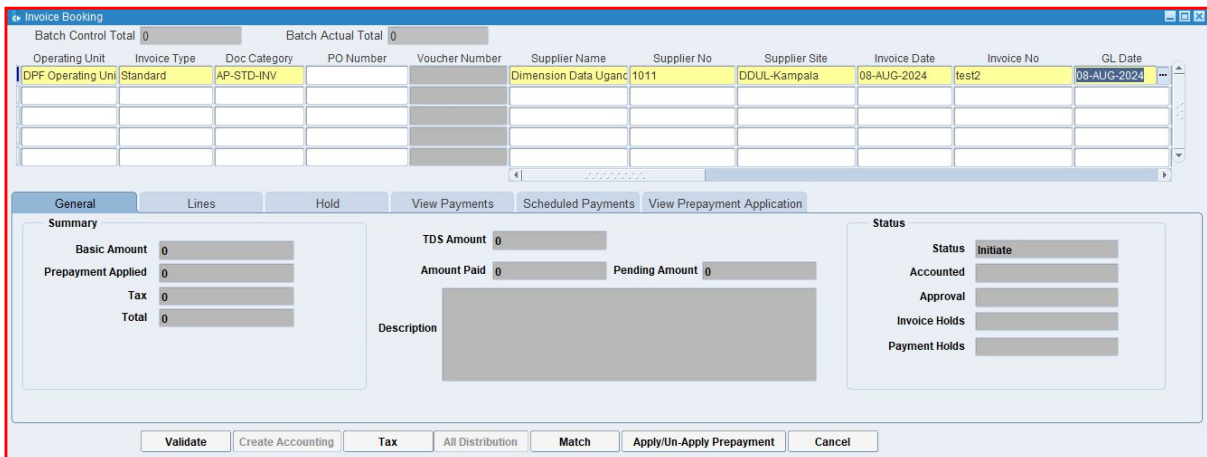 Invoice Booking
Batch Control Total 0 Batch Actual Total 0
Operating Unit Invoice Type Doc Category PO Number Voucher Number Supplier Name Supplier No Supplier Site Invoice Date Invoice No GL Date
DPF Operating Uni Standard AP-STD-INV Dimension Data Ugand 1011 DDUL-Kampala 08-AUG-2024 test2 08-AUG-2024 ...
General Lines Hold View Payments Scheduled Payments View Prepayment Application
Summary Status
Basic Amount 0 TDS Amount 0 Status Initiate
Prepayment Applied 0 Amount Paid 0 Pending Amount 0 Accounted
Tax 0 Approval
Total 0 Description Invoice Holds
Payment Holds
Validate Create Accounting Tax All Distribution Match Apply/Un-Apply Prepayment Cancel